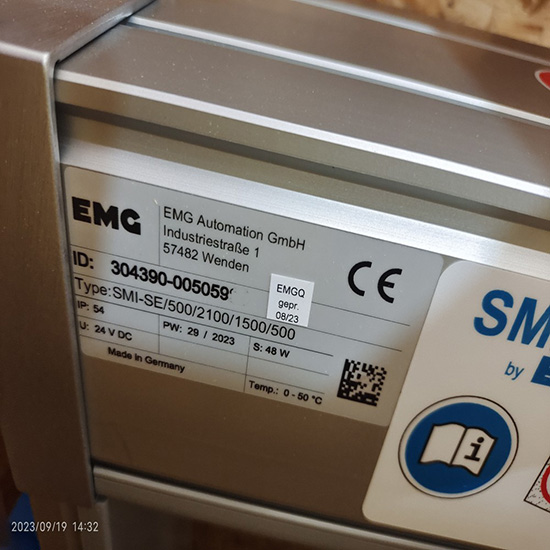 EMG
EMG Automation GmbH
Industriestraße 1
57482 Wenden
ID: 304390-005059
EMGQ
gepr.
08/23
Type: SMI-SE/500/2100/1500/500
IP: 54
PW: 29 / 2023
S: 48 W
U: 24 V DC
Made in Germany
Temp.: 0 - 50 °C
CE
SM
by
i
2023/09/19 14:32